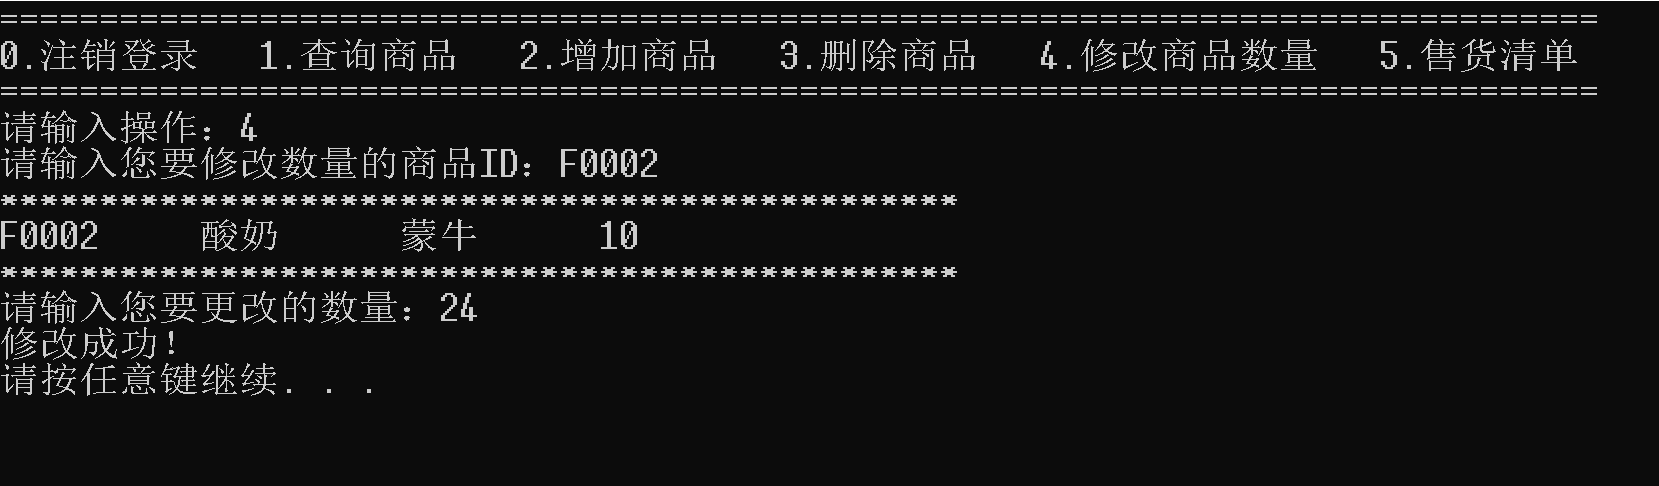 ================================================================================
0.注销登录   1.查询商品   2.增加商品   3.删除商品   4.修改商品数量   5.售货清单
================================================================================
请输入操作：4
请输入您要修改数量的商品ID：F0002
************************************************
F0002     酸奶      蒙牛      10
************************************************
请输入您要更改的数量：24
修改成功！
请按任意键继续. . .